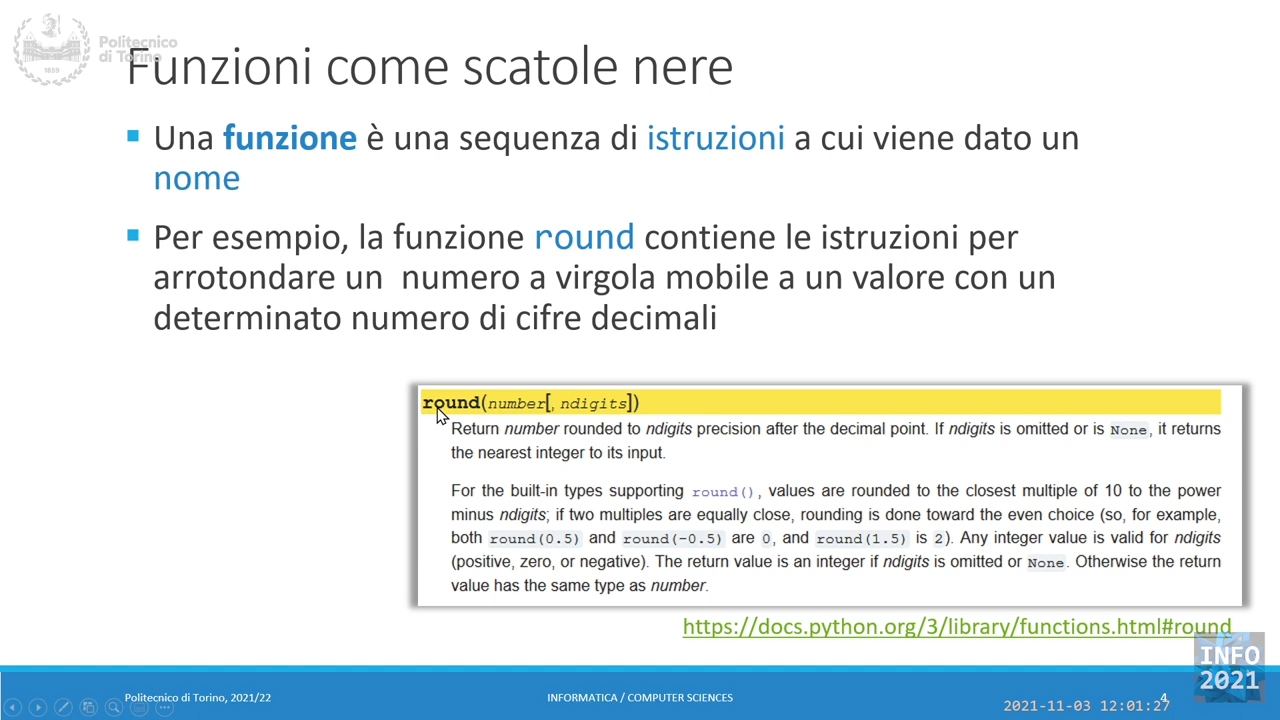 Politecnico
di Torino
1859
Funzioni come scatole nere
Una funzione è una sequenza di istruzioni a cui viene dato un
nome
Per esempio, la funzione round contiene le istruzioni per
arrotondare un  numero a virgola mobile a un valore con un
determinato numero di cifre decimali
round(number[, ndigits])
Return number rounded to ndigits precision after the decimal point. If ndigits is omitted or is None, it returns
the nearest integer to its input.
For the built-in types supporting round(), values are rounded to the closest multiple of 10 to the power
minus ndigits; if two multiples are equally close, rounding is done toward the even choice (so, for example,
both round(0.5) and round(-0.5) are 0, and round(1.5) is 2). Any integer value is valid for ndigits
(positive, zero, or negative). The return value is an integer if ndigits is omitted or None. Otherwise the return
value has the same type as number.
https://docs.python.org/3/library/functions.html#round
INFO
2021
Politecnico di Torino, 2021/22
INFORMATICA / COMPUTER SCIENCES
4
2021-11-03 12:01:27